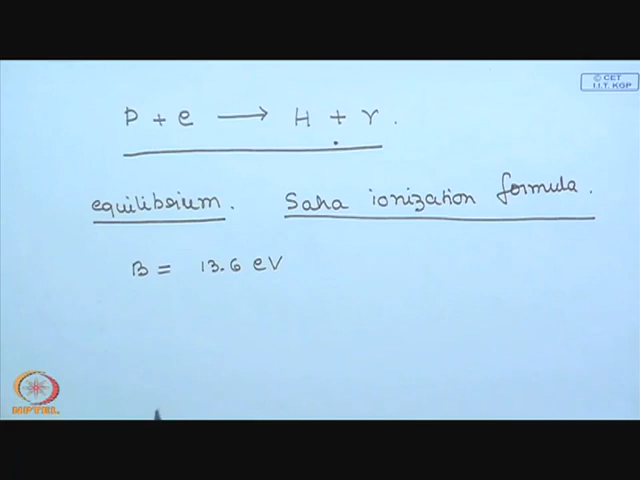 © CET
I.I.T. KGP
P + e ⟶ H + γ .
equilibrium. Saha ionization formula.
B = 13.6 eV
NPTEL